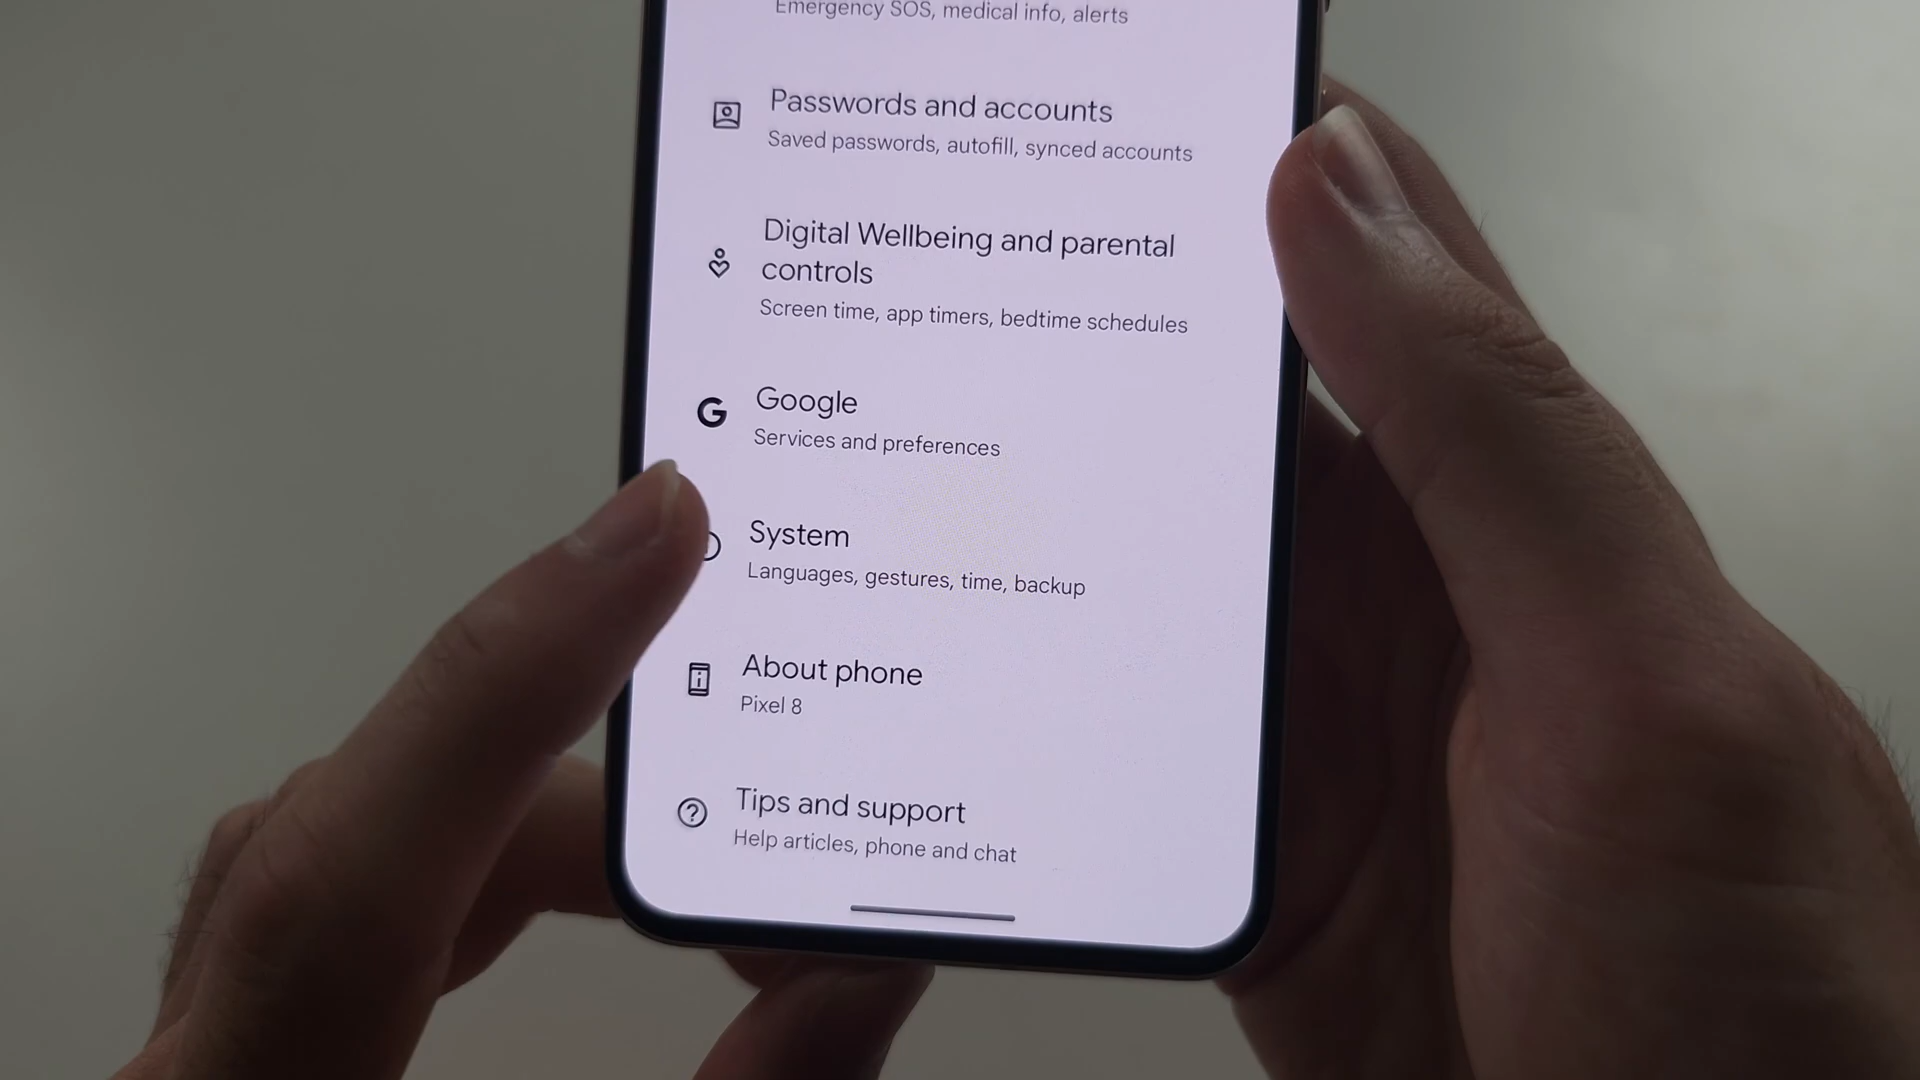 Emergency SOS, medical info, alerts
Passwords and accounts
Saved passwords, autofill, synced accounts
Digital Wellbeing and parental
controls
Screen time, app timers, bedtime schedules
G
Google
Services and preferences
System
Languages, gestures, time, backup
About phone
Pixel 8
Tips and support
Help articles, phone and chat